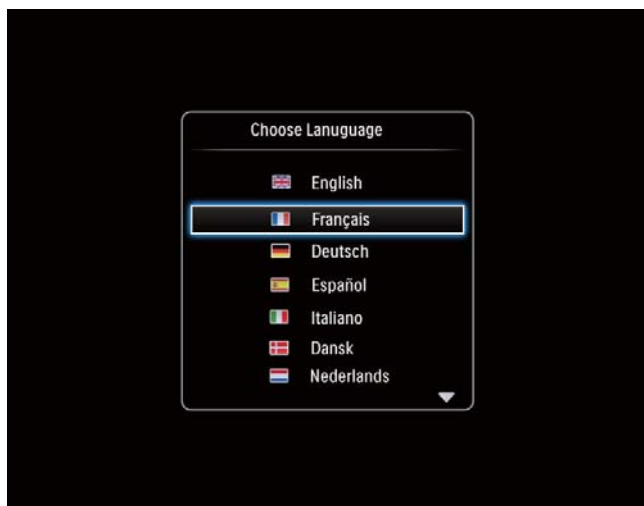 Choose Lanuguage
English
Français
Deutsch
Español
Italiano
Dansk
Nederlands